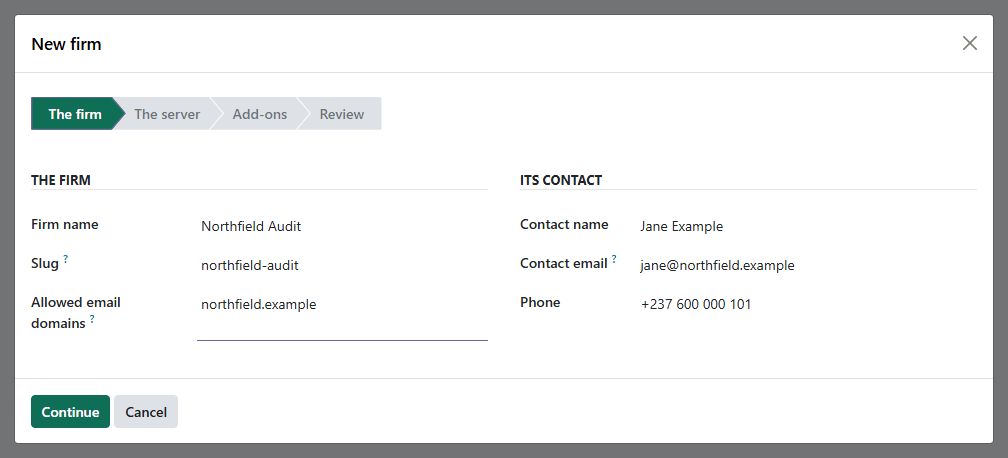 New firm
The firm
The server
Add-ons
Review
THE FIRM
Firm name
Northfield Audit
Slug ?
northfield-audit
Allowed email
domains ?
northfield.example
ITS CONTACT
Contact name
Jane Example
Contact email ?
jane@northfield.example
Phone
+237 600 000 101
Continue
Cancel